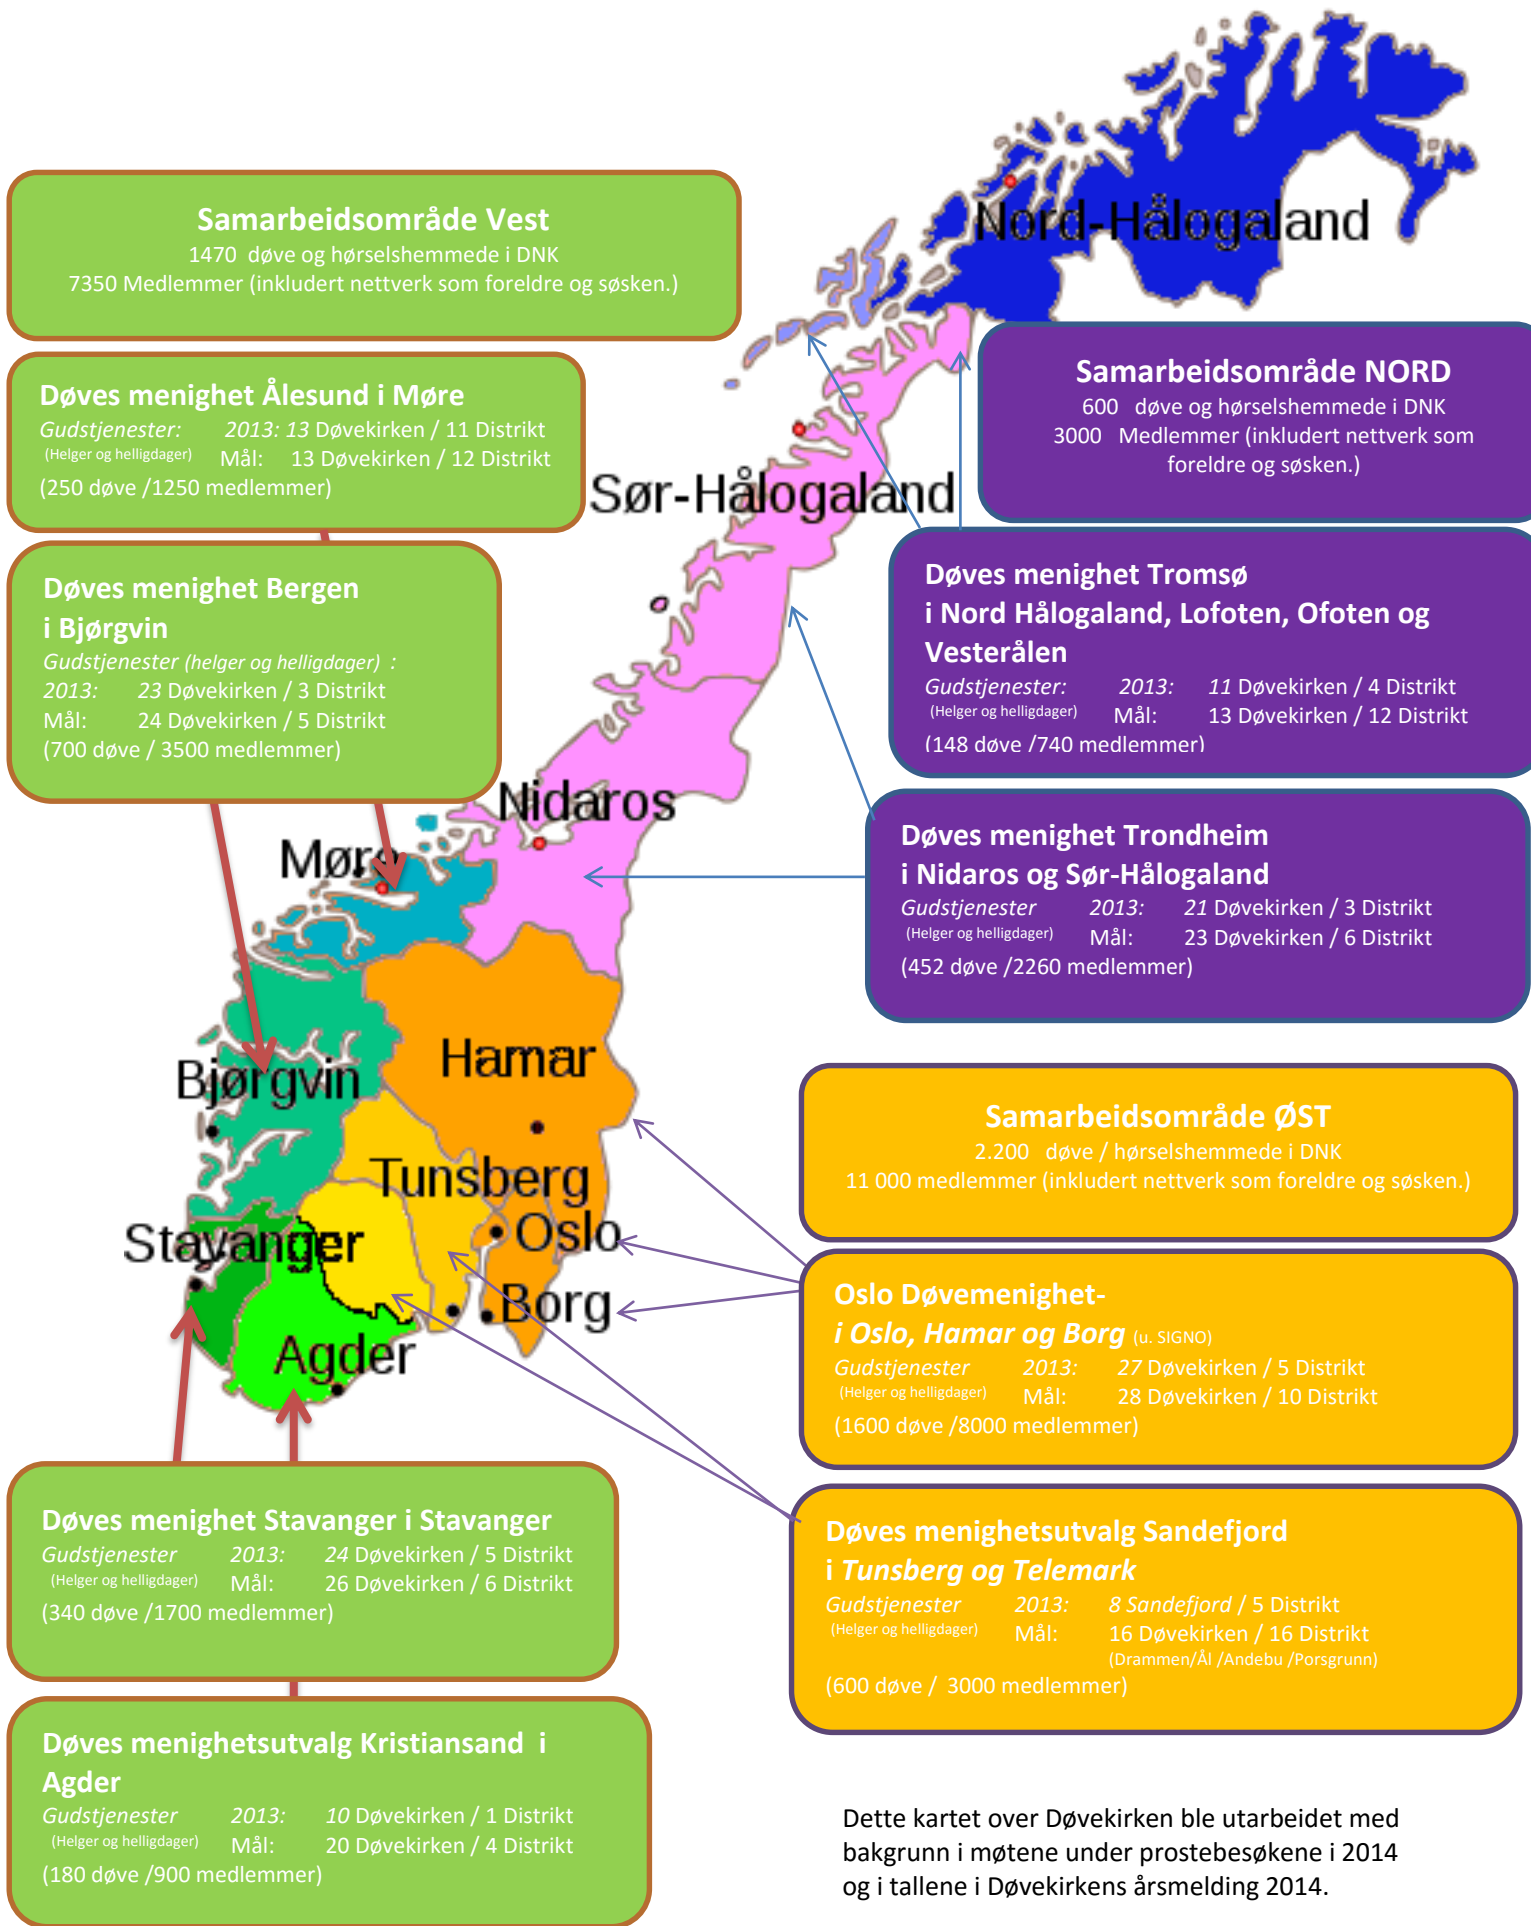 Samarbeidsområde Vest
1470 døve og hørselshemmede i DNK
7350 Medlemmer (inkludert nettverk som foreldre og søsken.)
Døves menighet Ålesund i Møre
Gudstjenester: 2013: 13 Døvekirken / 11 Distrikt
(Helger og helligdager) Mål: 13 Døvekirken / 12 Distrikt
(250 døve /1250 medlemmer)
Døves menighet Bergen
i Bjørgvin
Gudstjenester (helger og helligdager) :
2013: 23 Døvekirken / 3 Distrikt
Mål: 24 Døvekirken / 5 Distrikt
(700 døve / 3500 medlemmer)
Nord-Hålogaland
Sør-Hålogaland
Nidaros
Møre
Hamar
Bjørgvin
Tunsberg
Stavanger
Oslo
Borg
Agder
Samarbeidsområde NORD
600 døve og hørselshemmede i DNK
3000 Medlemmer (inkludert nettverk som
foreldre og søsken.)
Døves menighet Tromsø
i Nord Hålogaland, Lofoten, Ofoten og
Vesterålen
Gudstjenester: 2013: 11 Døvekirken / 4 Distrikt
(Helger og helligdager) Mål: 13 Døvekirken / 12 Distrikt
(148 døve /740 medlemmer)
Døves menighet Trondheim
i Nidaros og Sør-Hålogaland
Gudstjenester 2013: 21 Døvekirken / 3 Distrikt
(Helger og helligdager) Mål: 23 Døvekirken / 6 Distrikt
(452 døve /2260 medlemmer)
Samarbeidsområde ØST
2.200 døve / hørselshemmede i DNK
11 000 medlemmer (inkludert nettverk som foreldre og søsken.)
Oslo Døvemenighet-
i Oslo, Hamar og Borg (u. SIGNO)
Gudstjenester 2013: 27 Døvekirken / 5 Distrikt
(Helger og helligdager) Mål: 28 Døvekirken / 10 Distrikt
(1600 døve /8000 medlemmer)
Døves menighetsutvalg Sandefjord
i Tunsberg og Telemark
Gudstjenester 2013: 8 Sandefjord / 5 Distrikt
(Helger og helligdager) Mål: 16 Døvekirken / 16 Distrikt
(Drammen/Ål /Andebu /Porsgrunn)
(600 døve / 3000 medlemmer)
Døves menighet Stavanger i Stavanger
Gudstjenester 2013: 24 Døvekirken / 5 Distrikt
(Helger og helligdager) Mål: 26 Døvekirken / 6 Distrikt
(340 døve /1700 medlemmer)
Døves menighetsutvalg Kristiansand i
Agder
Gudstjenester 2013: 10 Døvekirken / 1 Distrikt
(Helger og helligdager) Mål: 20 Døvekirken / 4 Distrikt
(180 døve /900 medlemmer)
Dette kartet over Døvekirken ble utarbeidet med
bakgrunn i møtene under prostebesøkene i 2014
og i tallene i Døvekirkens årsmelding 2014.